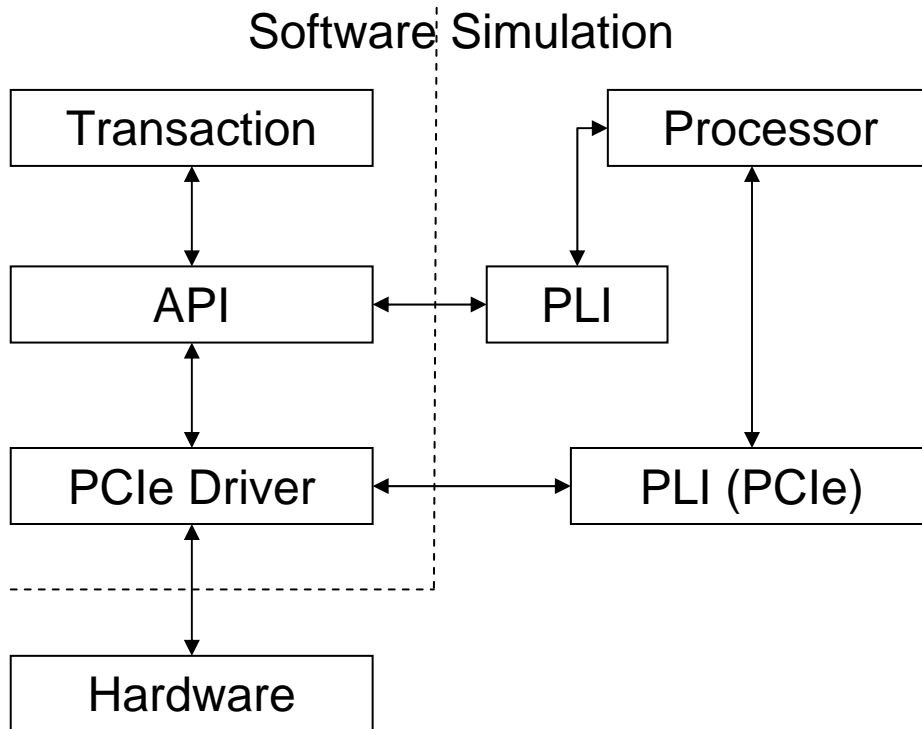 Software Simulation
Transaction
Processor
API
PLI
PCIe Driver
PLI (PCIe)
Hardware